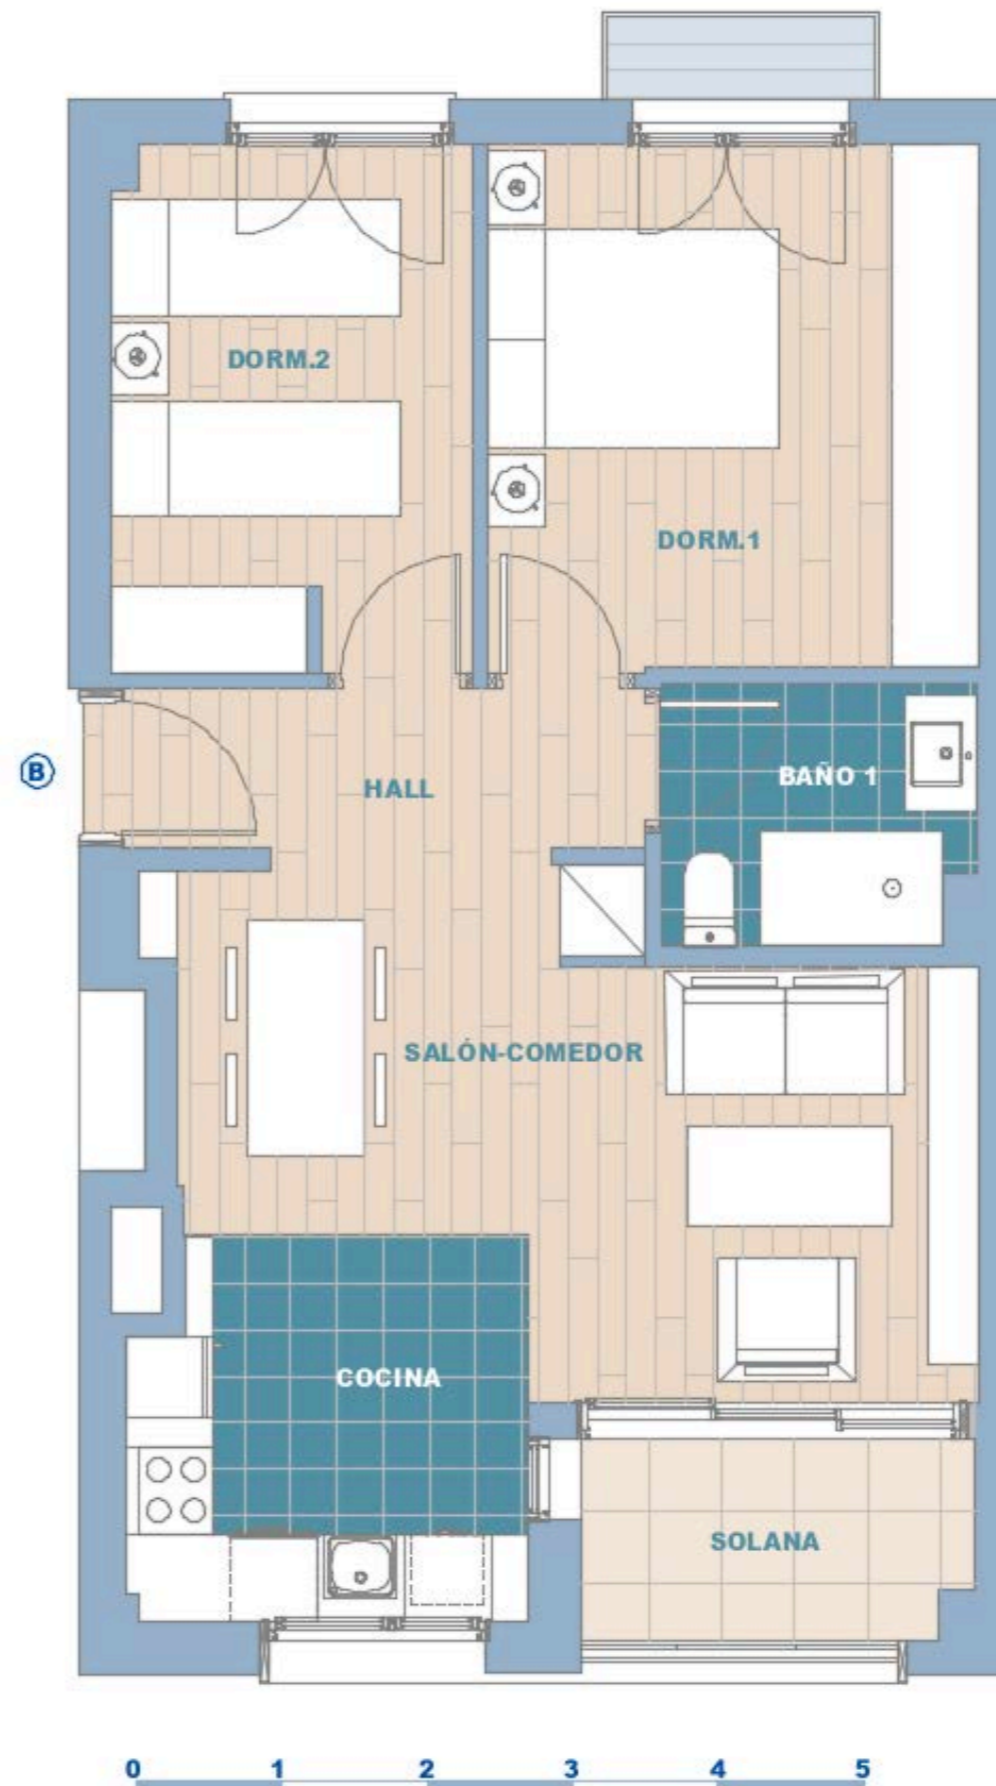 DORM.2
DORM.1
B
HALL
BAÑO 1
SALÓN-COMEDOR
COCINA
SOLANA
0 1 2 3 4 5